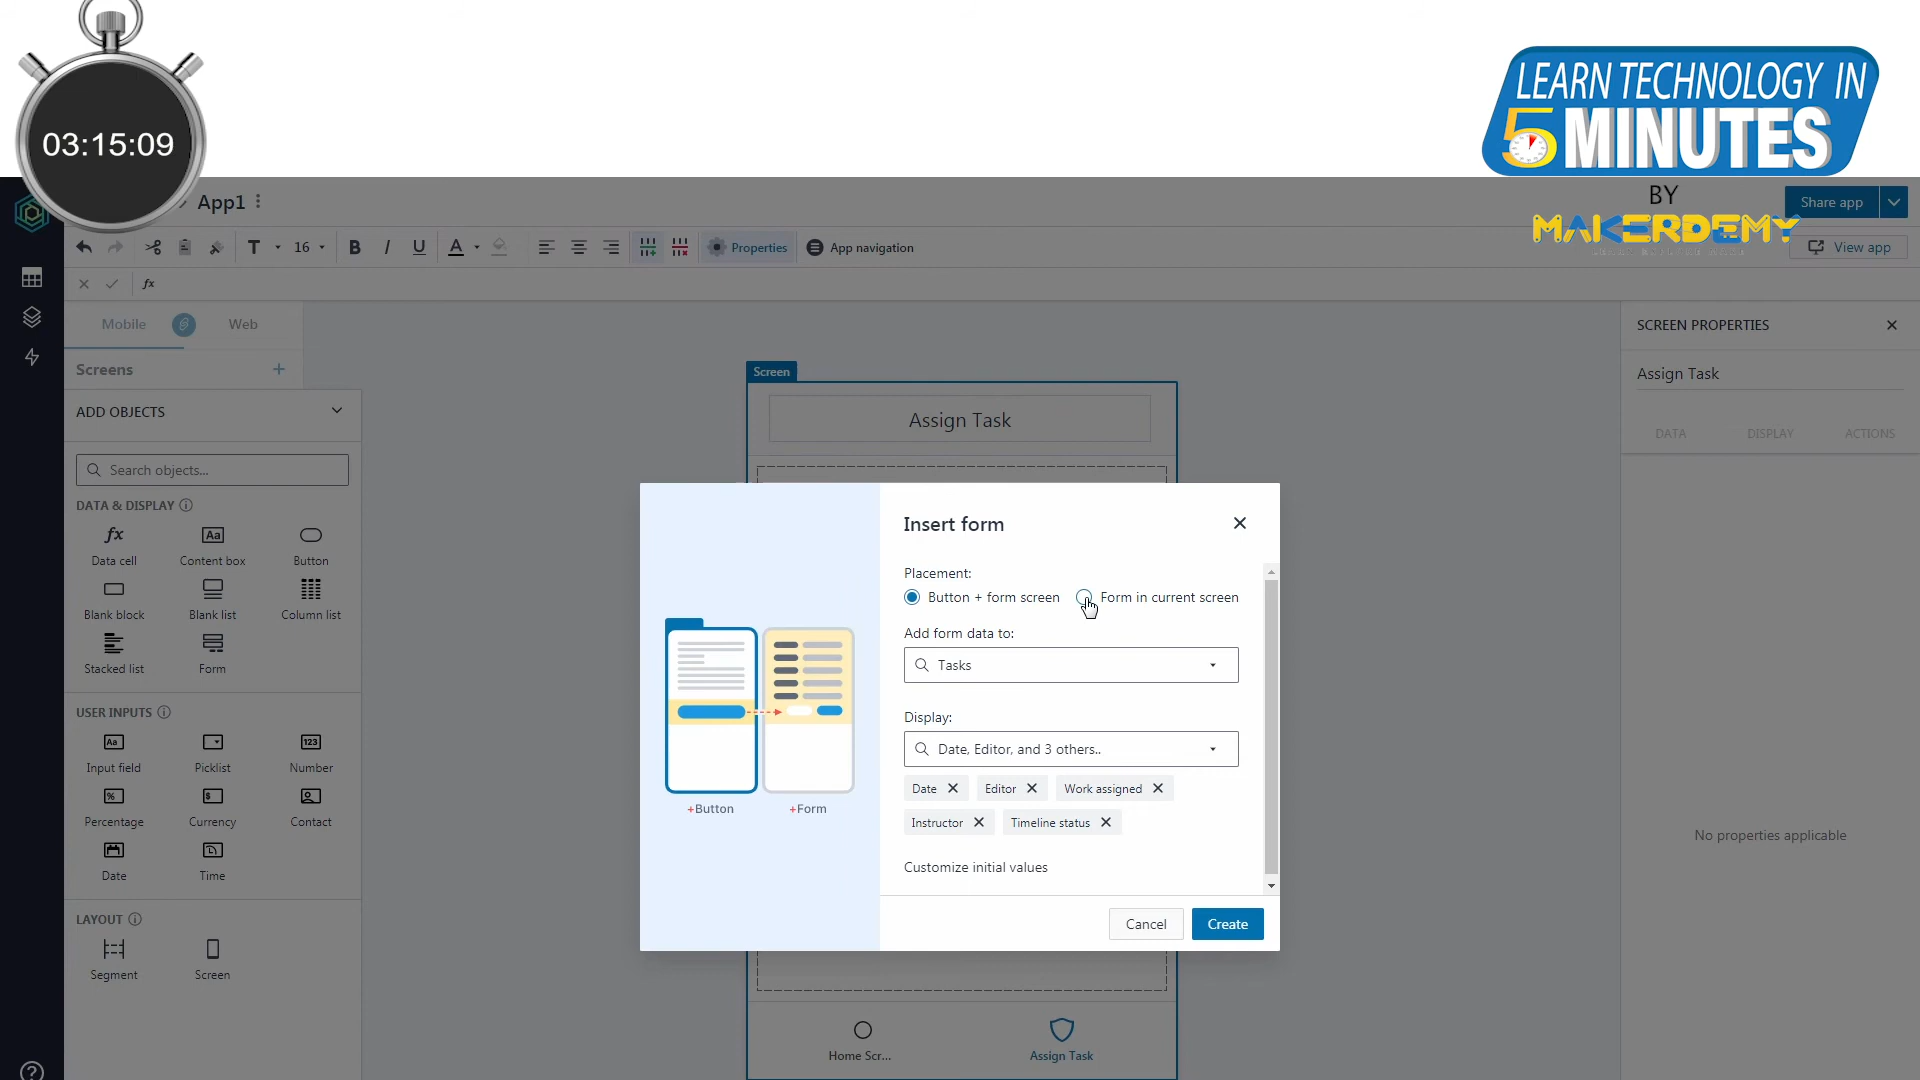 03:15:09
LEARN TECHNOLOGY IN
5 MINUTES
BY
MAKERDEMY
App1
Share app
T
16
B
I
U
A
Properties
App navigation
View app
fx
Mobile
Web
Screens
ADD OBJECTS
Search objects...
DATA & DISPLAY
fx
Aa
Data cell
Content box
Button
Blank block
Blank list
Column list
Stacked list
Form
USER INPUTS
Aa
123
Input field
Picklist
Number
%
$
Percentage
Currency
Contact
Date
Time
LAYOUT
Segment
Screen
Screen
Assign Task
Insert form
Placement:
Button + form screen
Form in current screen
Add form data to:
Tasks
Display:
Date, Editor, and 3 others..
Date
Editor
Work assigned
Instructor
Timeline status
Customize initial values
+Button
+Form
Cancel
Create
Home Scr...
Assign Task
SCREEN PROPERTIES
Assign Task
DATA
DISPLAY
ACTIONS
No properties applicable